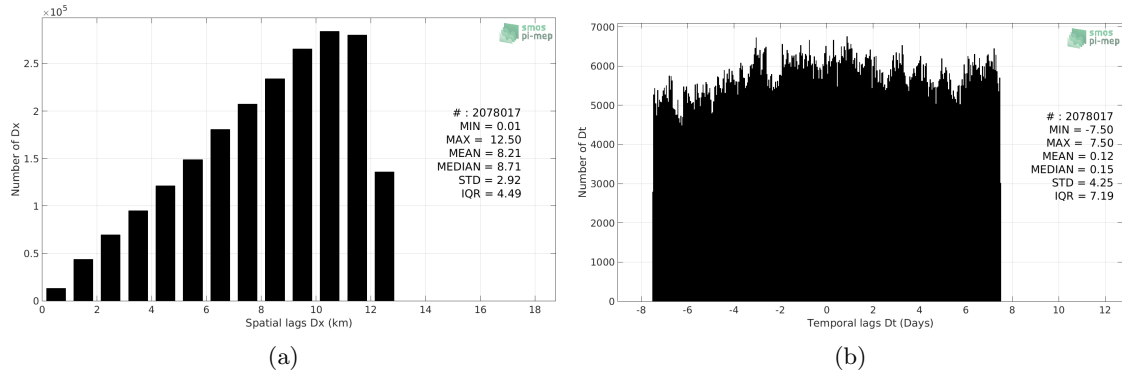 ×10⁵
smos
pi-mep
2.5
2
1.5
1
0.5
0
Number of Dx
# : 2078017
MIN = 0.01
MAX = 12.50
MEAN = 8.21
MEDIAN = 8.71
STD = 2.92
IQR = 4.49
0 2 4 6 8 10 12 14 16 18
Spatial lags Dx (km)
(a)
smos
pi-mep
7000
6000
5000
4000
3000
2000
1000
0
Number of Dt
# : 2078017
MIN = -7.50
MAX = 7.50
MEAN = 0.12
MEDIAN = 0.15
STD = 4.25
IQR = 7.19
-8 -6 -4 -2 0 2 4 6 8 10 12
Temporal lags Dt (Days)
(b)